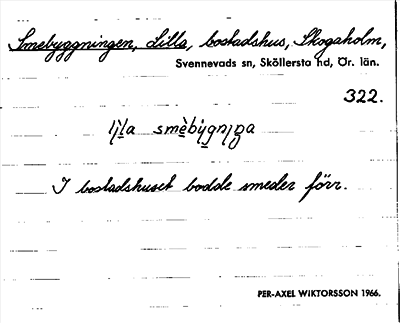 Smebyggningen, Lilla, bostadshus, Skogaholm,
Svennevads sn, Sköllersta hd, Ör. län.
322.
I bostadshuset bodde smeder förr.
PER-AXEL WIKTORSSON 1966.